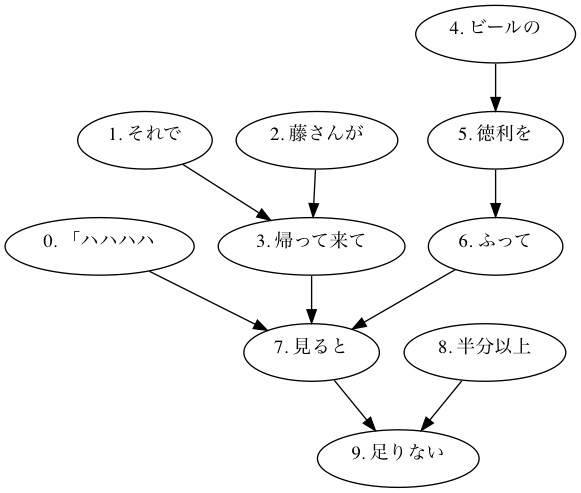 4. ビールの
1. それで
2. 藤さんが
5. 徳利を
0. 「ハハハハ
3. 帰って来て
6. ふって
7. 見ると
8. 半分以上
9. 足りない